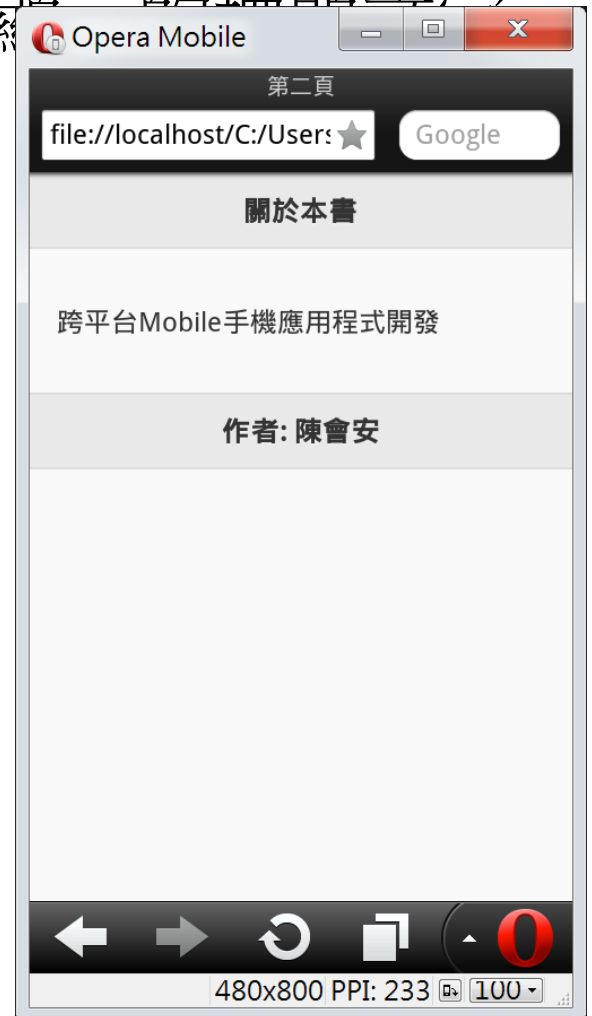 Opera Mobile
第二頁
file://localhost/C:/Users
Google
關於本書
跨平台Mobile手機應用程式開發
作者: 陳會安
480x800 PPI: 233 100